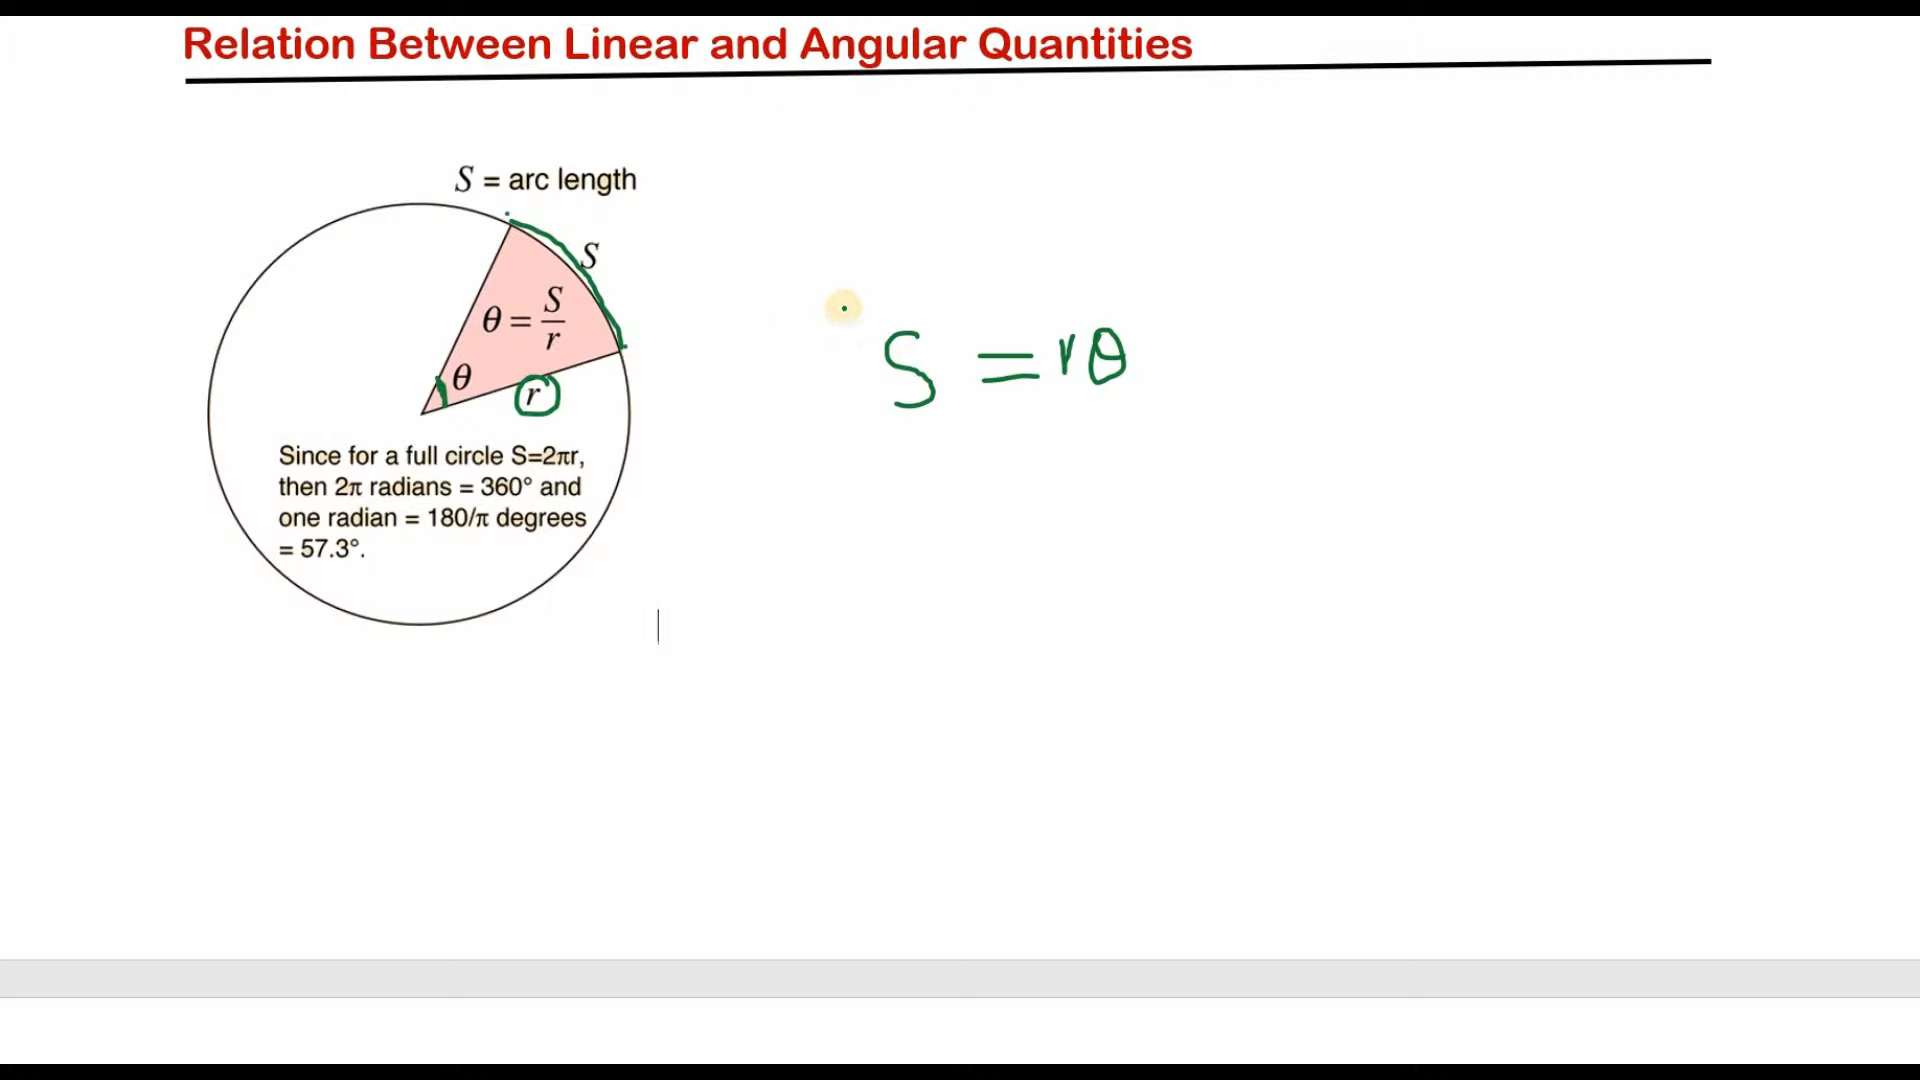 Relation Between Linear and Angular Quantities
S = arc length
S
θ = S/r
θ
r
S = rθ
Since for a full circle S=2πr,
then 2π radians = 360° and
one radian = 180/π degrees
= 57.3°.